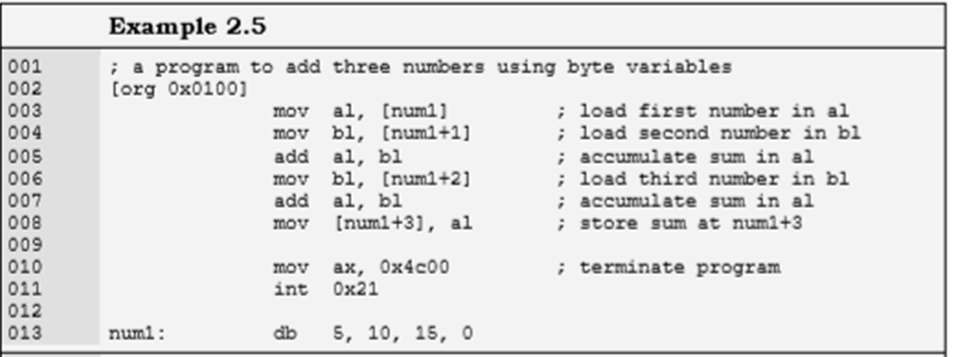 Example 2.5
001 ; a program to add three numbers using byte variables
002 [org 0x0100]
003 mov al, [num1] ; load first number in al
004 mov bl, [num1+1] ; load second number in bl
005 add al, bl ; accumulate sum in al
006 mov bl, [num1+2] ; load third number in bl
007 add al, bl ; accumulate sum in al
008 mov [num1+3], al ; store sum at num1+3
009
010 mov ax, 0x4c00 ; terminate program
011 int 0x21
012
013 num1: db 5, 10, 15, 0